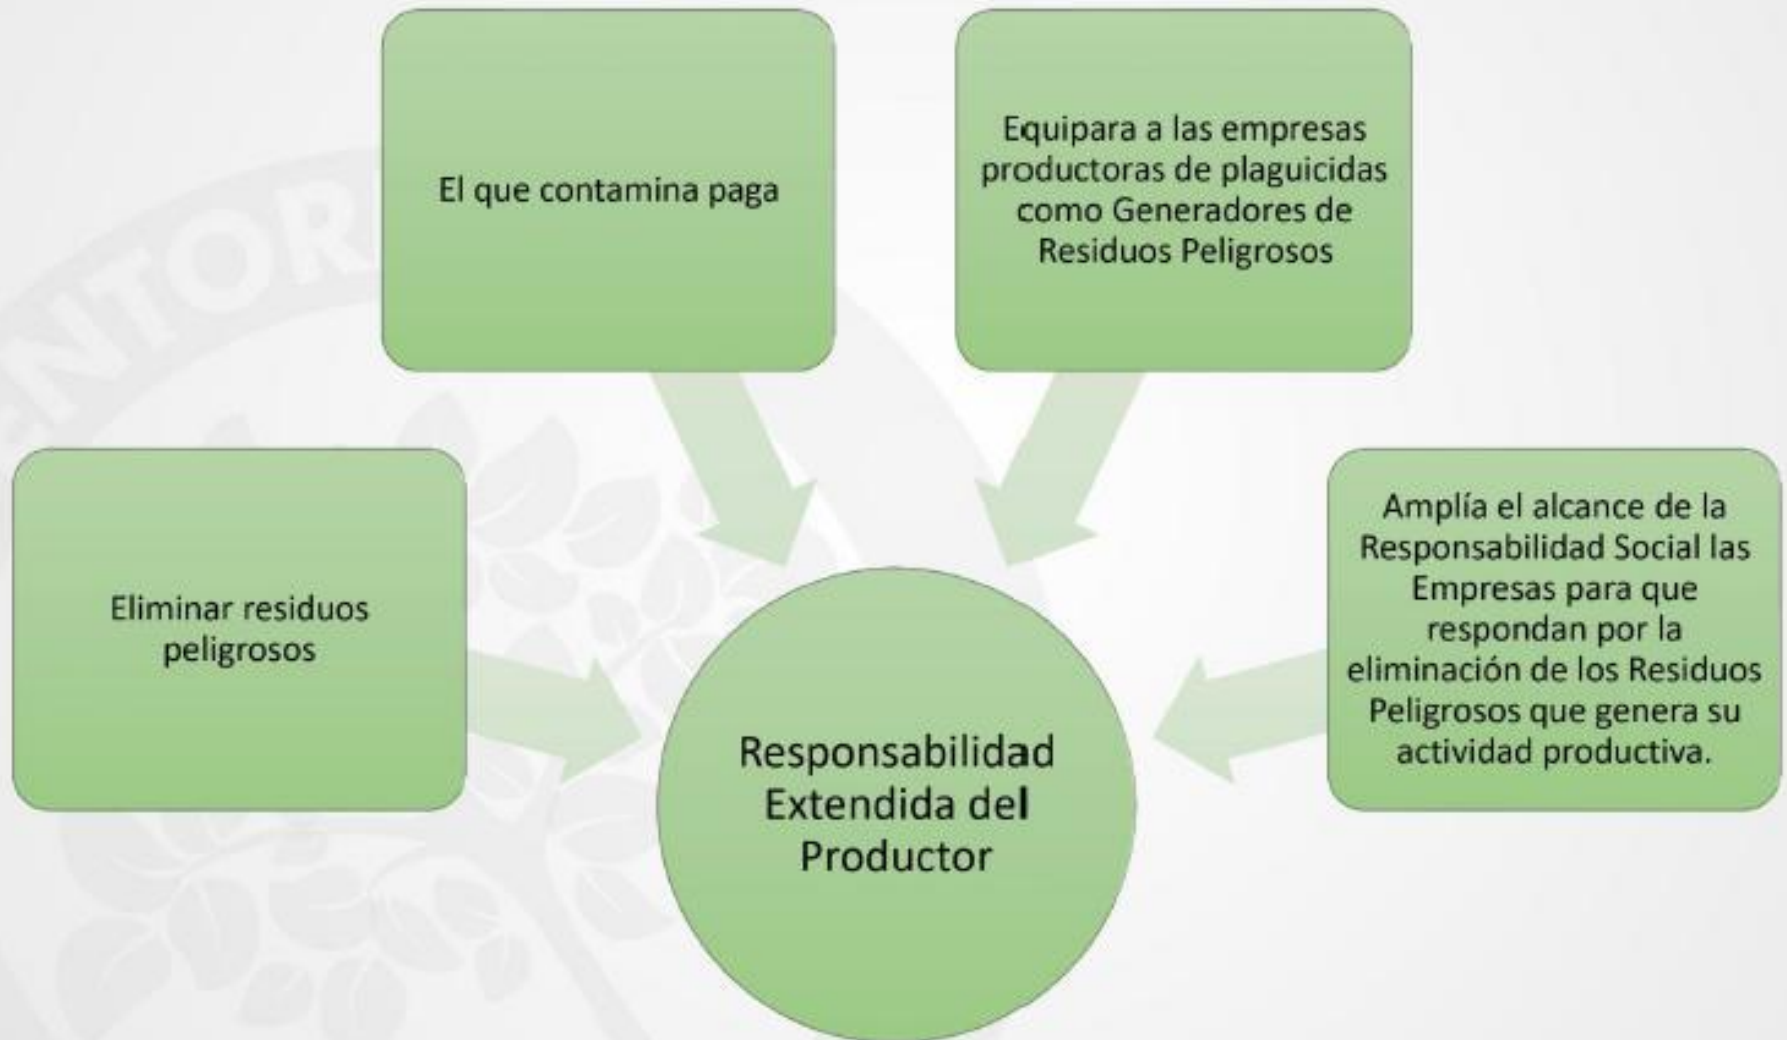 El que contamina paga
Equipara a las empresas
productoras de plaguicidas
como Generadores de
Residuos Peligrosos
Eliminar residuos
peligrosos
Amplía el alcance de la
Responsabilidad Social las
Empresas para que
respondan por la
eliminación de los Residuos
Peligrosos que genera su
actividad productiva.
Responsabilidad
Extendida del
Productor